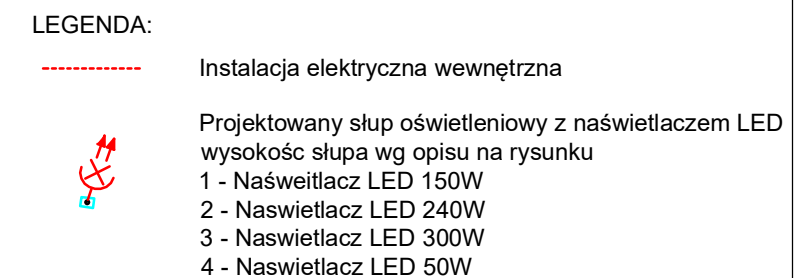 LEGENDA:
Instalacja elektryczna wewnętrzna
Projektowany słup oświetleniowy z naświetlaczem LED
wysokośc słupa wg opisu na rysunku
1 - Naśweitlacz LED 150W
2 - Naswietlacz LED 240W
3 - Naswietlacz LED 300W
4 - Naswietlacz LED 50W